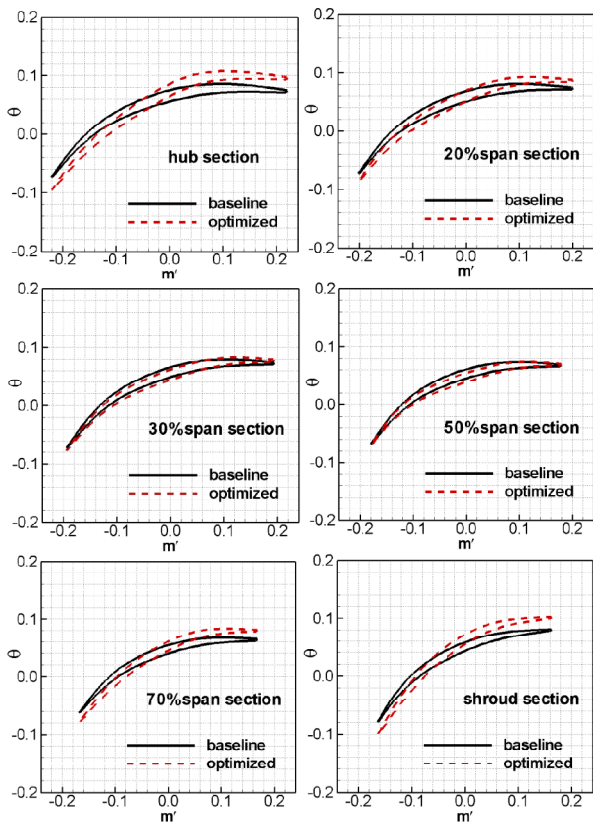 0.2
0.1
θ
0.0
-0.1
-0.2
hub section
baseline
optimized
-0.2 -0.1 0.0 0.1 0.2
m′
0.2
0.1
θ
0.0
-0.1
-0.2
20%span section
baseline
optimized
-0.2 -0.1 0.0 0.1 0.2
m′
0.2
0.1
θ
0.0
-0.1
-0.2
30%span section
baseline
optimized
-0.2 -0.1 0.0 0.1 0.2
m′
0.2
0.1
θ
0.0
-0.1
-0.2
50%span section
baseline
optimized
-0.2 -0.1 0.0 0.1 0.2
m′
0.2
0.1
θ
0.0
-0.1
-0.2
70%span section
baseline
optimized
-0.2 -0.1 0.0 0.1 0.2
m′
0.2
0.1
θ
0.0
-0.1
-0.2
shroud section
baseline
optimized
-0.2 -0.1 0.0 0.1 0.2
m′